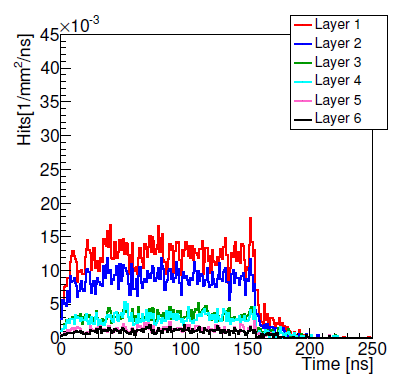 ×10⁻³
Layer 1
Layer 2
Layer 3
Layer 4
Layer 5
Layer 6
Hits[1/mm²/ns]
45
40
35
30
25
20
15
10
5
0
0 50 100 150 200 250
Time [ns]